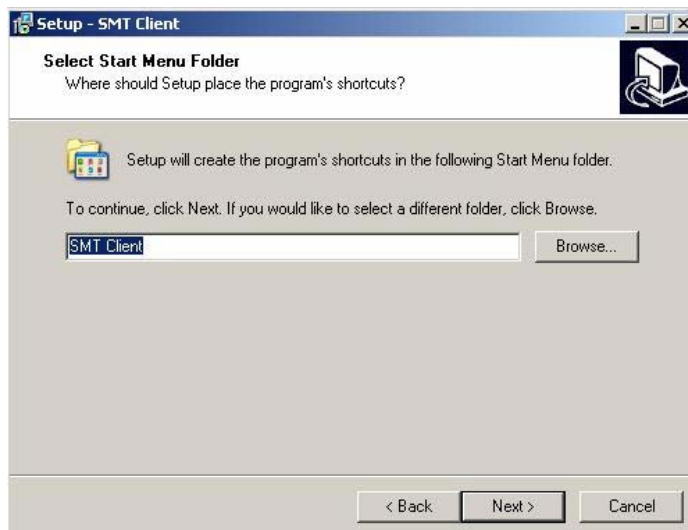 Setup - SMT Client
Select Start Menu Folder
Where should Setup place the program's shortcuts?
Setup will create the program's shortcuts in the following Start Menu folder.
To continue, click Next. If you would like to select a different folder, click Browse.
SMT Client
Browse...
< Back
Next >
Cancel